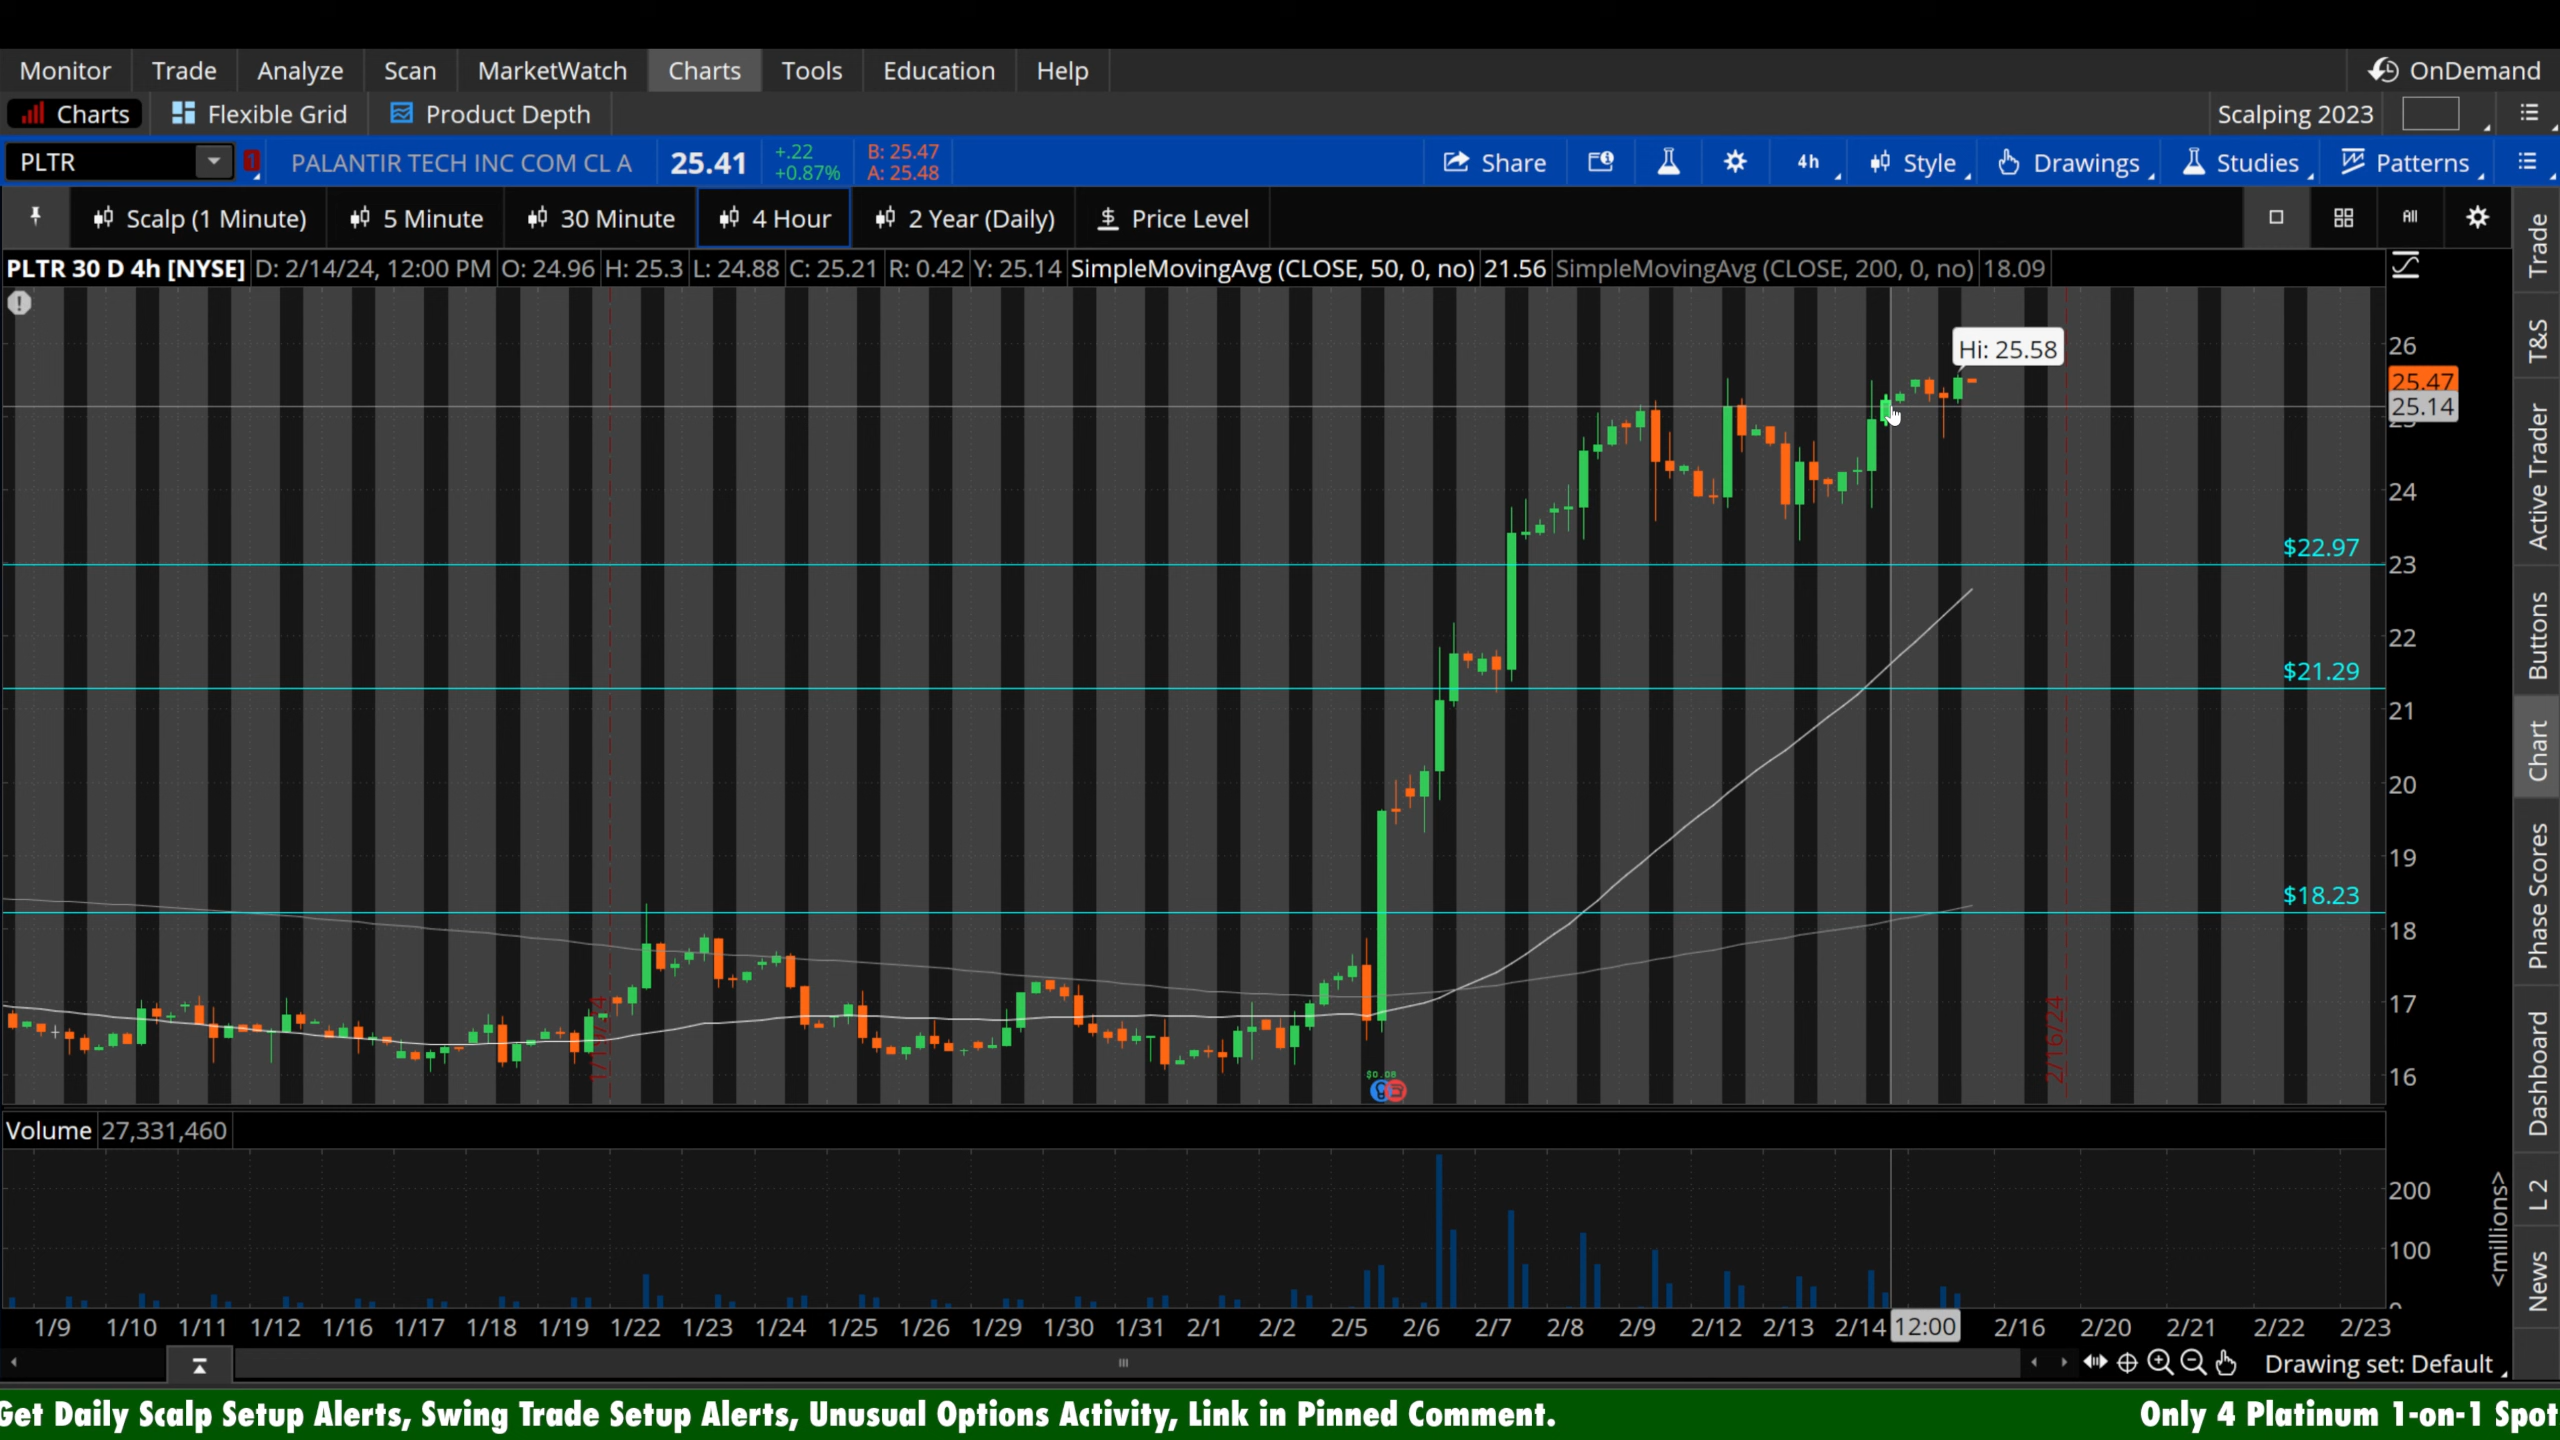 Monitor Trade Analyze Scan MarketWatch Charts Tools Education Help OnDemand
Charts Flexible Grid Product Depth Scalping 2023
PLTR 1 PALANTIR TECH INC COM CL A 25.41 +.22 +0.87% B: 25.47 A: 25.48 Share 4h Style Drawings Studies Patterns
Scalp (1 Minute) 5 Minute 30 Minute 4 Hour 2 Year (Daily) $ Price Level All
PLTR 30 D 4h [NYSE] D: 2/14/24, 12:00 PM O: 24.96 H: 25.3 L: 24.88 C: 25.21 R: 0.42 Y: 25.14 SimpleMovingAvg (CLOSE, 50, 0, no) 21.56 SimpleMovingAvg (CLOSE, 200, 0, no) 18.09
Hi: 25.58
26
25.47
25.14
24
$22.97
23
22
$21.29
21
20
19
$18.23
18
17
16
2/16/24
$0.08
Volume 27,331,460
200
100
0
<millions>
1/9 1/10 1/11 1/12 1/16 1/17 1/18 1/19 1/22 1/23 1/24 1/25 1/26 1/29 1/30 1/31 2/1 2/2 2/5 2/6 2/7 2/8 2/9 2/12 2/13 2/14 12:00 2/16 2/20 2/21 2/22 2/23
Drawing set: Default
Trade
T&S
Active Trader
Buttons
Chart
Phase Scores
Dashboard
L 2
News
Get Daily Scalp Setup Alerts, Swing Trade Setup Alerts, Unusual Options Activity, Link in Pinned Comment. Only 4 Platinum 1-on-1 Spot